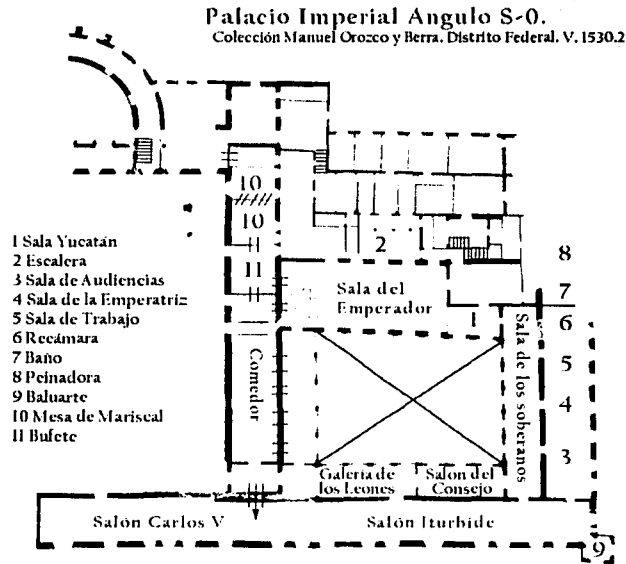 Palacio Imperial Angulo S-O.
Colección Manuel Orozco y Berra. Distrito Federal. V. 1530.2
10
10
11
2
1 Sala Yucatán
2 Escalera
3 Sala de Audiencias
4 Sala de la Emperatriz
5 Sala de Trabajo
6 Recámara
7 Baño
8 Peinadora
9 Baluarte
10 Mesa de Mariscal
11 Bufete
Sala del
Emperador
Comedor
Sala de los soberanos
8
7
6
5
4
3
Galería de
los Leones
Salón del
Consejo
Salón Carlos V
Salón Iturbide
9